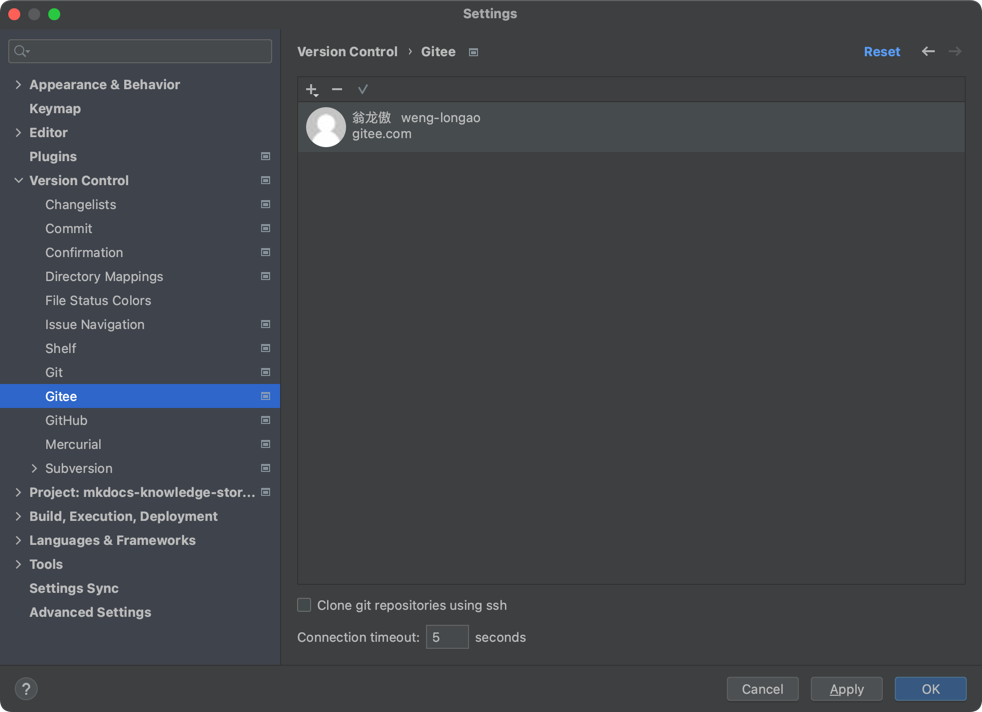 Settings
Appearance & Behavior
Keymap
Editor
Plugins
Version Control
Changelists
Commit
Confirmation
Directory Mappings
File Status Colors
Issue Navigation
Shelf
Git
Gitee
GitHub
Mercurial
Subversion
Project: mkdocs-knowledge-stor...
Build, Execution, Deployment
Languages & Frameworks
Tools
Settings Sync
Advanced Settings
Version Control › Gitee
Reset
翁龙傲 weng-longao
gitee.com
Clone git repositories using ssh
Connection timeout: 5 seconds
?
Cancel
Apply
OK